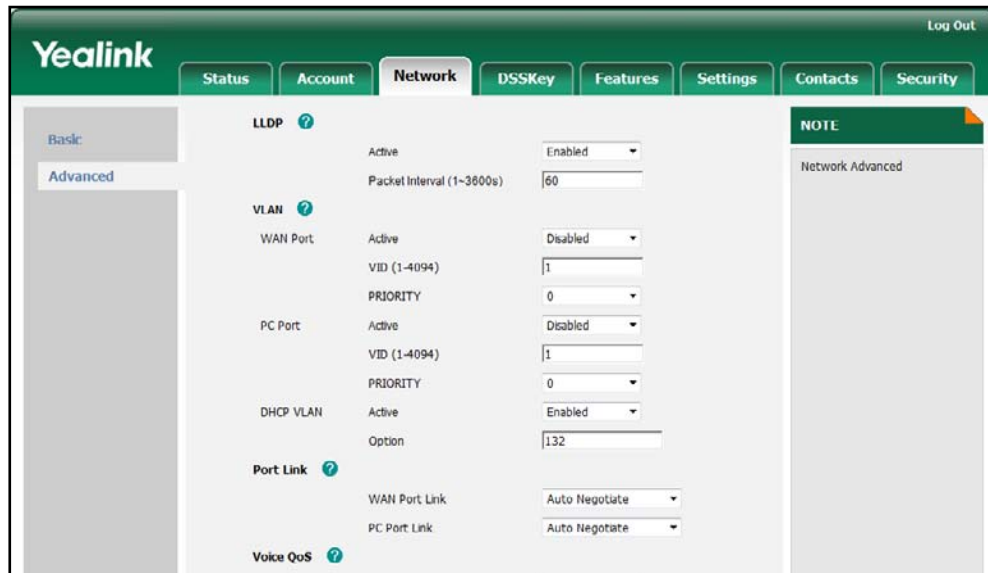 Log Out
Yealink
Status Account Network DSSKey Features Settings Contacts Security
Basic
Advanced
LLDP ?
Active Enabled
Packet Interval (1~3600s) 60
VLAN ?
WAN Port Active Disabled
VID (1-4094) 1
PRIORITY 0
PC Port Active Disabled
VID (1-4094) 1
PRIORITY 0
DHCP VLAN Active Enabled
Option 132
Port Link ?
WAN Port Link Auto Negotiate
PC Port Link Auto Negotiate
Voice QoS ?
NOTE
Network Advanced